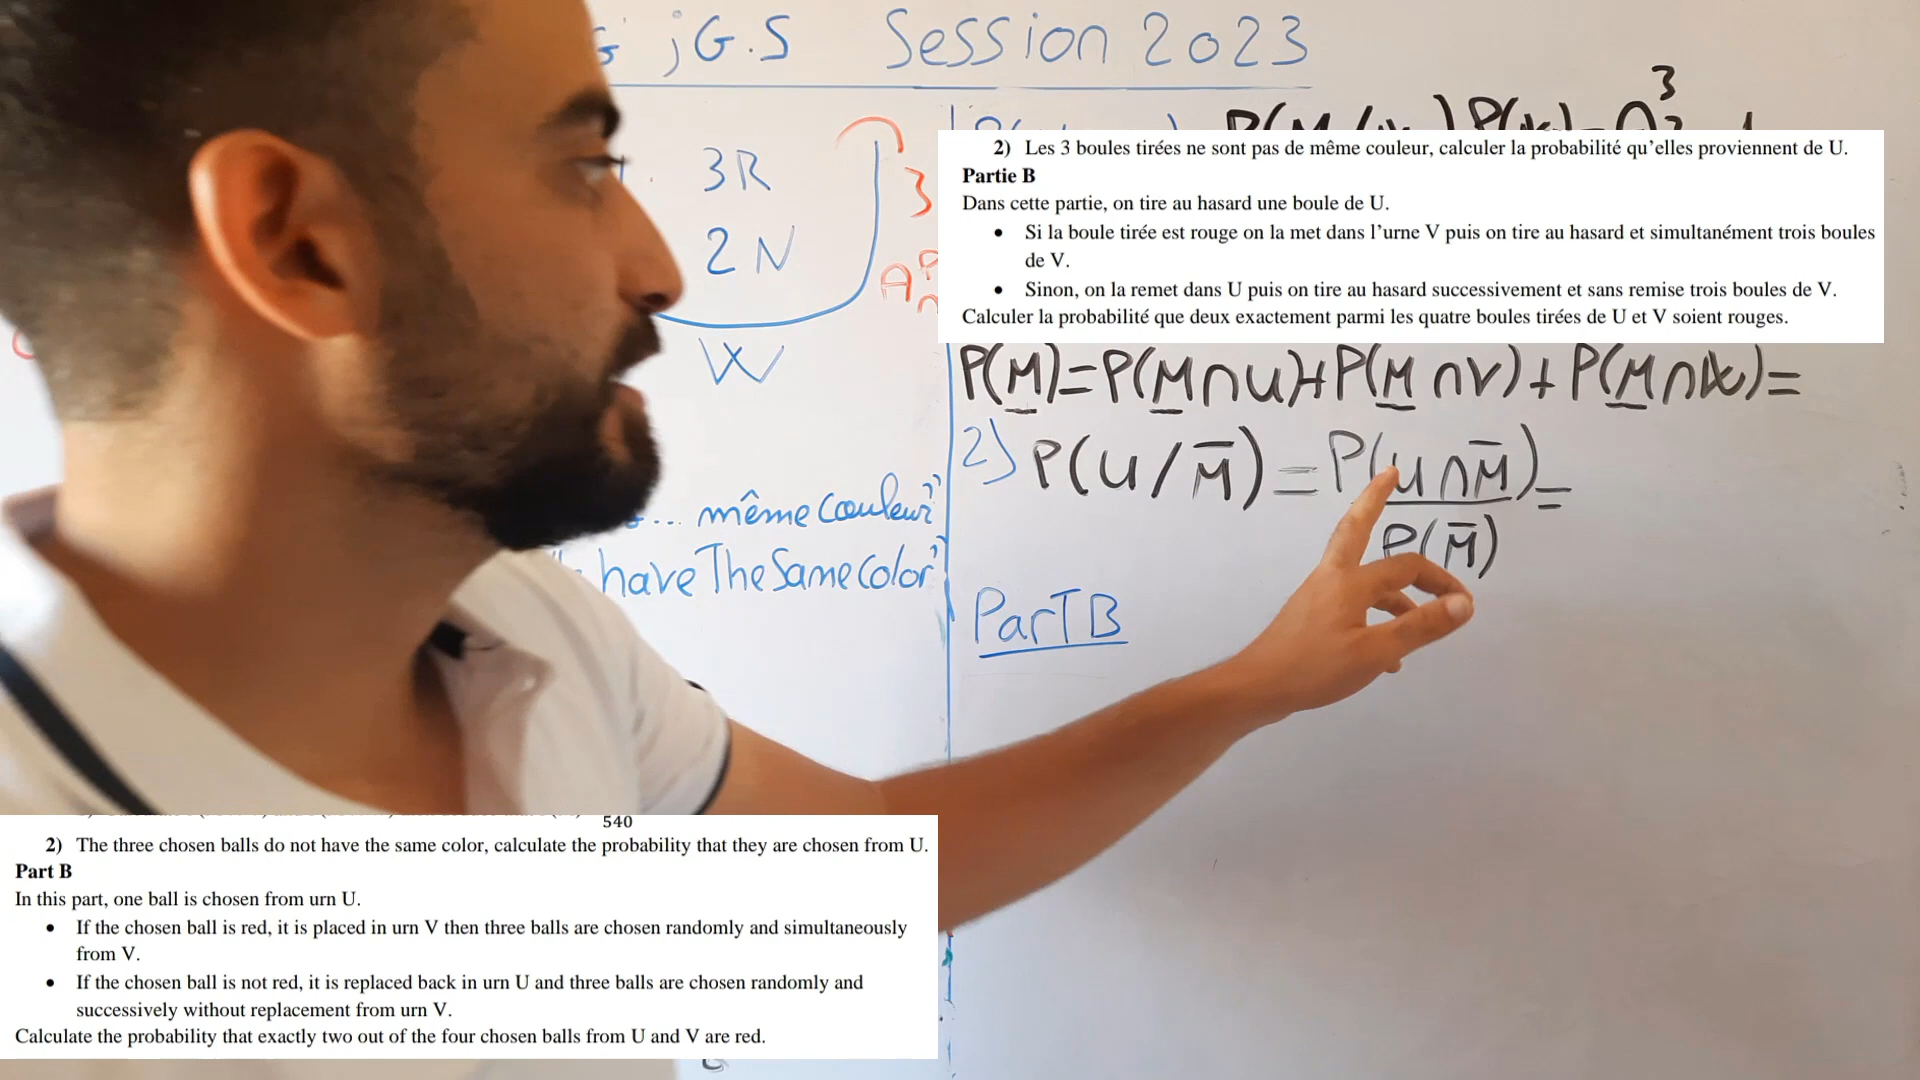 ; G.S Session 2023
3R
2N
3
W
... même couleur"
have The Same Color"
2) Les 3 boules tirées ne sont pas de même couleur, calculer la probabilité qu'elles proviennent de U.
Partie B
Dans cette partie, on tire au hasard une boule de U.
• Si la boule tirée est rouge on la met dans l'urne V puis on tire au hasard et simultanément trois boules
de V.
• Sinon, on la remet dans U puis on tire au hasard successivement et sans remise trois boules de V.
Calculer la probabilité que deux exactement parmi les quatre boules tirées de U et V soient rouges.
P(M)=P(M∩U)+P(M∩V)+P(M∩W)=
2) P(U/M̅)=P(U∩M̅)=
P(M̅)
Part B
540
2) The three chosen balls do not have the same color, calculate the probability that they are chosen from U.
Part B
In this part, one ball is chosen from urn U.
• If the chosen ball is red, it is placed in urn V then three balls are chosen randomly and simultaneously
from V.
• If the chosen ball is not red, it is replaced back in urn U and three balls are chosen randomly and
successively without replacement from urn V.
Calculate the probability that exactly two out of the four chosen balls from U and V are red.